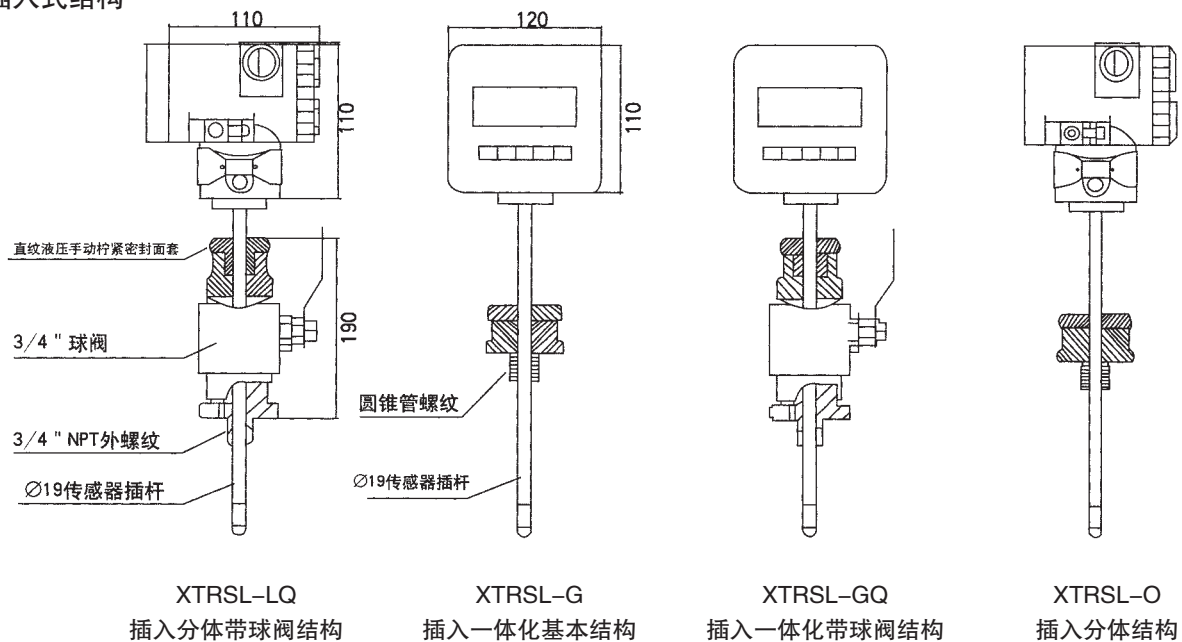 插入式结构
110
120
110
110
直纹液压手动柠紧密封面套
190
3/4＂球阀
圆锥管螺纹
3/4＂NPT外螺纹
Ø19传感器插杆
Ø19传感器插杆
XTRSL–LQ
XTRSL–G
XTRSL–GQ
XTRSL–O
插入分体带球阀结构
插入一体化基本结构
插入一体化带球阀结构
插入分体结构